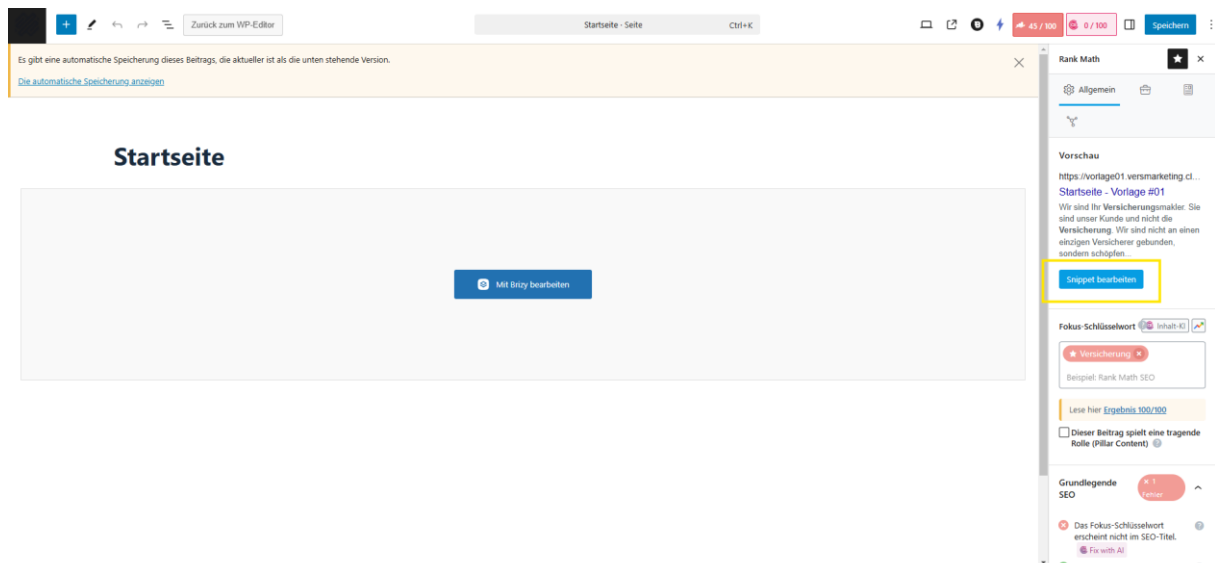 Zurück zum WP-Editor
Startseite · Seite
Ctrl+K
45 / 100
0 / 100
Speichern
Es gibt eine automatische Speicherung dieses Beitrags, die aktueller ist als die unten stehende Version.
Die automatische Speicherung anzeigen
Startseite
Mit Brizy bearbeiten
Rank Math
Allgemein
Vorschau
https://vorlage01.versmarketing.cl...
Startseite - Vorlage #01
Wir sind Ihr Versicherungsmakler. Sie
sind unser Kunde und nicht die
Versicherung. Wir sind nicht an einen
einzigen Versicherer gebunden,
sondern schöpfen...
Snippet bearbeiten
Fokus-Schlüsselwort
Inhalt-KI
Versicherung
Beispiel: Rank Math SEO
Lese hier Ergebnis 100/100
Dieser Beitrag spielt eine tragende
Rolle (Pillar Content)
Grundlegende
SEO
× 1
Fehler
Das Fokus-Schlüsselwort
erscheint nicht im SEO-Titel.
Fix with AI